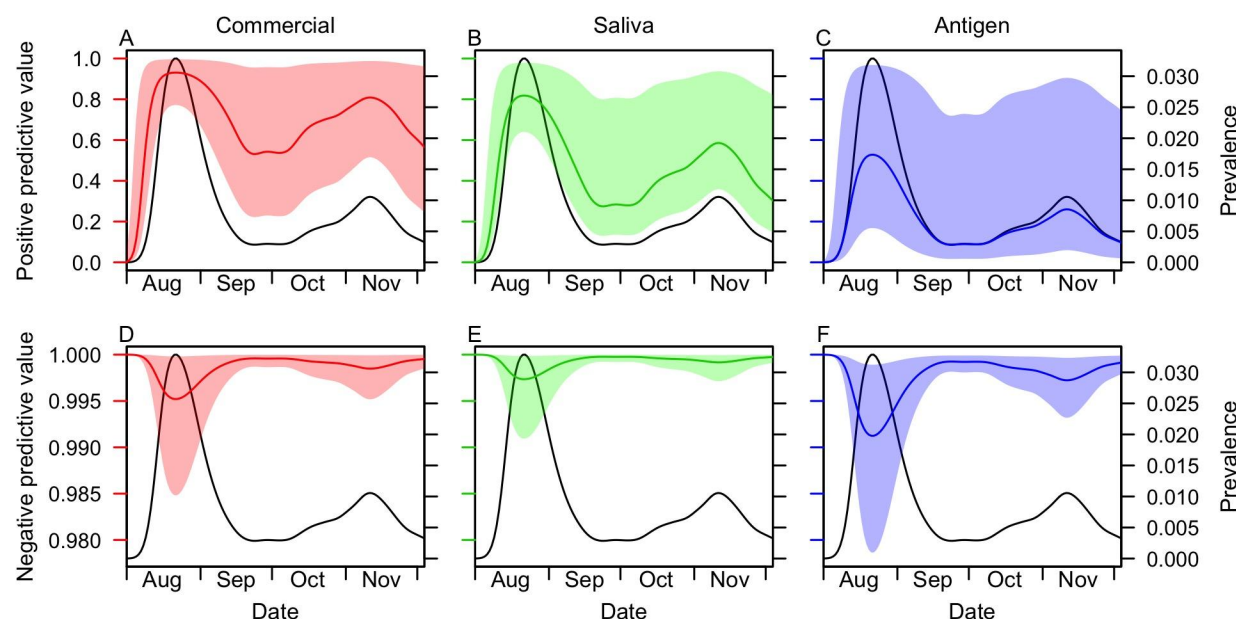 Commercial Saliva Antigen
A B C
Positive predictive value
1.0
0.8
0.6
0.4
0.2
0.0
0.030
0.025
0.020
0.015
0.010
0.005
0.000
Prevalence
Aug Sep Oct Nov Aug Sep Oct Nov Aug Sep Oct Nov
D E F
Negative predictive value
1.000
0.995
0.990
0.985
0.980
0.030
0.025
0.020
0.015
0.010
0.005
0.000
Prevalence
Aug Sep Oct Nov Aug Sep Oct Nov Aug Sep Oct Nov
Date Date Date